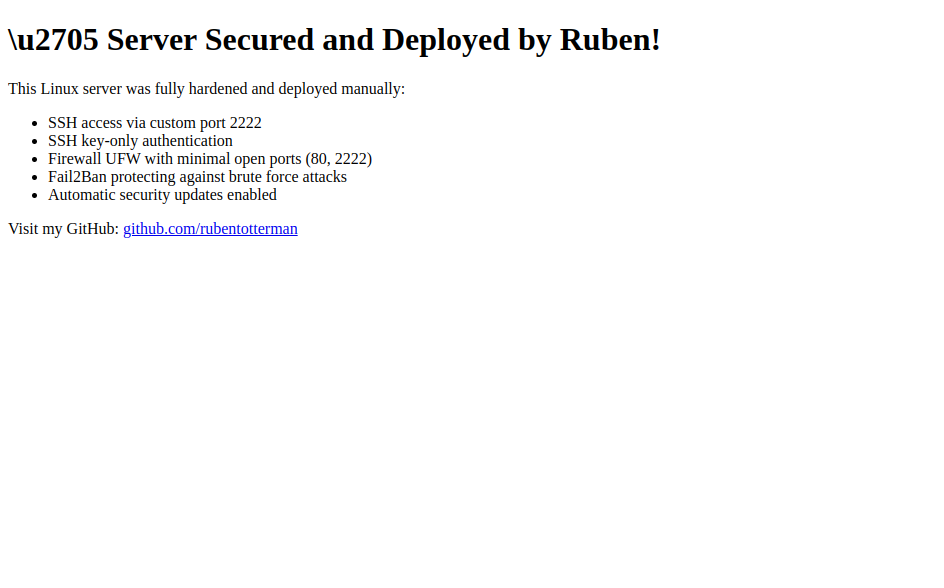 \u2705 Server Secured and Deployed by Ruben!
This Linux server was fully hardened and deployed manually:
• SSH access via custom port 2222
• SSH key-only authentication
• Firewall UFW with minimal open ports (80, 2222)
• Fail2Ban protecting against brute force attacks
• Automatic security updates enabled
Visit my GitHub: github.com/rubentotterman